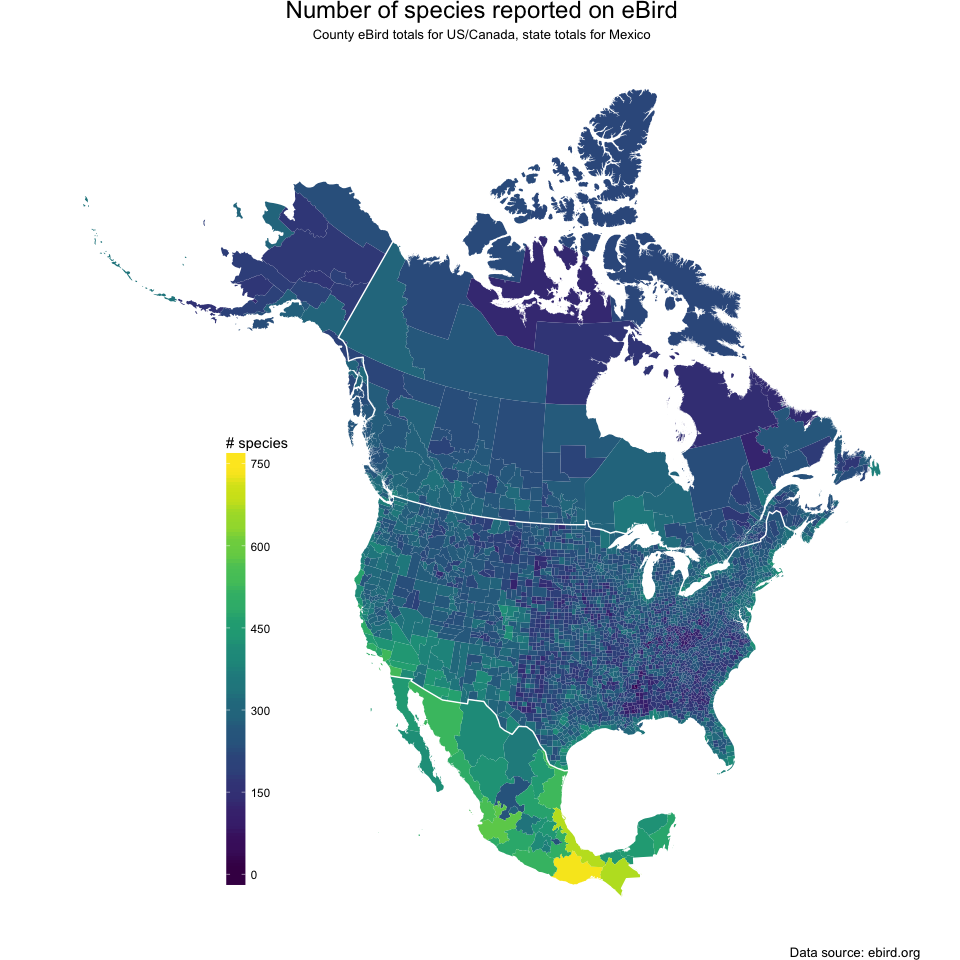 Number of species reported on eBird
County eBird totals for US/Canada, state totals for Mexico
# species
750
600
450
300
150
0
Data source: ebird.org